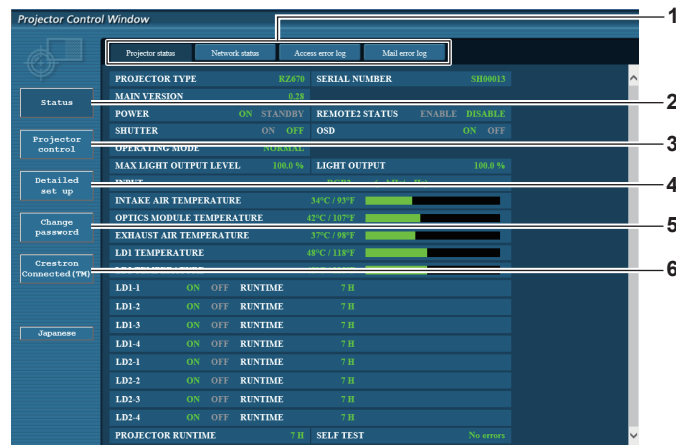 Projector Control Window
1
Projector status Network status Access error log Mail error log
PROJECTOR TYPE RZ670 SERIAL NUMBER SH00013
MAIN VERSION 0.28
Status
2
POWER ON STANDBY REMOTE2 STATUS ENABLE DISABLE
SHUTTER ON OFF OSD ON OFF
Projector control
3
OPERATING MODE NORMAL
MAX LIGHT OUTPUT LEVEL 100.0 % LIGHT OUTPUT 100.0 %
Detailed set up
4
INTAKE AIR TEMPERATURE 34°C / 93°F
OPTICS MODULE TEMPERATURE 42°C / 107°F
Change password
5
EXHAUST AIR TEMPERATURE 37°C / 98°F
LD1 TEMPERATURE 48°C / 118°F
Crestron Connected(TM)
6
LD1-1 ON OFF RUNTIME 7 H
LD1-2 ON OFF RUNTIME 7 H
LD1-3 ON OFF RUNTIME 7 H
Japanese
LD1-4 ON OFF RUNTIME 7 H
LD2-1 ON OFF RUNTIME 7 H
LD2-2 ON OFF RUNTIME 7 H
LD2-3 ON OFF RUNTIME 7 H
LD2-4 ON OFF RUNTIME 7 H
PROJECTOR RUNTIME 7 H SELF TEST No errors